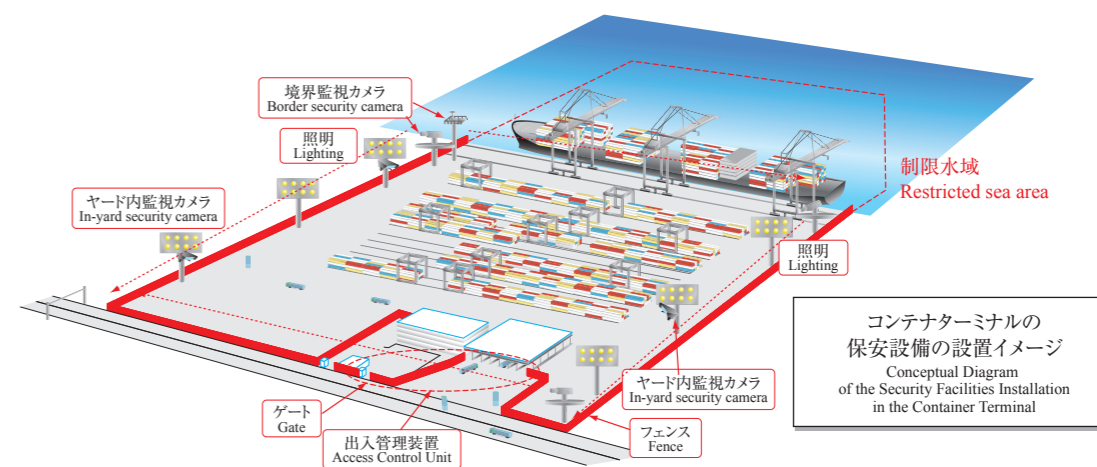 境界監視カメラ
Border security camera
照明
Lighting
ヤード内監視カメラ
In-yard security camera
制限水域
Restricted sea area
照明
Lighting
コンテナターミナルの
保安設備の設置イメージ
Conceptual Diagram
of the Security Facilities Installation
in the Container Terminal
ヤード内監視カメラ
In-yard security camera
ゲート
Gate
出入管理装置
Access Control Unit
フェンス
Fence